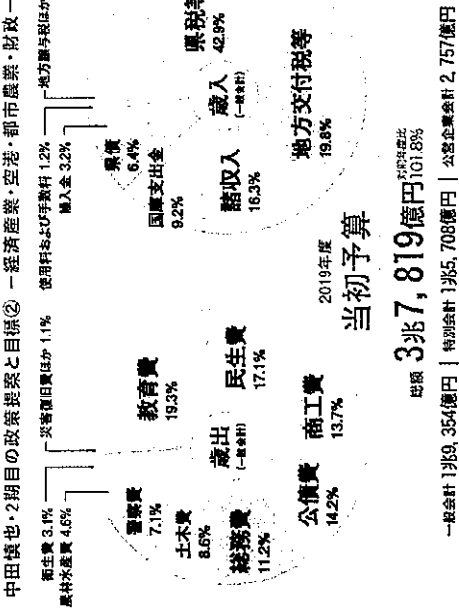 中田慎也・2期目の政策提案と目標② ー経済産業・空港・都市農業・財政ー
衛生費 3.1%
農林水産費 4.6%
災害復旧費ほか 1.1%
警察費
7.1%
土木費
8.6%
総務費
11.2%
公債費
14.2%
商工費
13.7%
民生費
17.1%
教育費
19.3%
歳出
(一般会計)
使用料および手数料 1.2%
繰入金 3.2%
地方譲与税ほか
県債
6.4%
国庫支出金
9.2%
諸収入
16.3%
地方交付税等
19.8%
県税等
42.9%
歳入
(一般会計)
2019年度
当初予算
総額 3兆7,819億円 対前年度比101.8%
一般会計 1兆9,354億円 | 特別会計 1兆5,708億円 | 公営企業会計 2,757億円